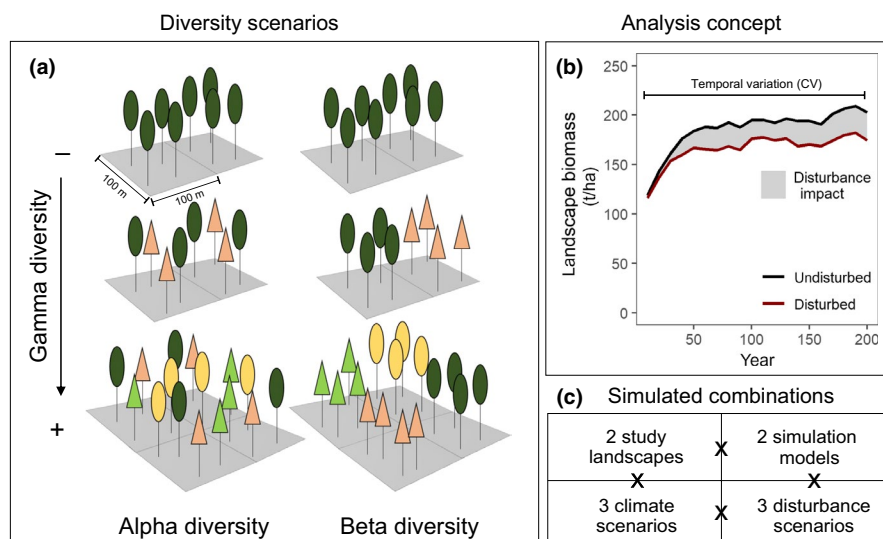 Diversity scenarios
Analysis concept
(a)
−
Gamma diversity
+
100 m
100 m
Alpha diversity
Beta diversity
(b)
Landscape biomass
(t/ha)
250
200
150
100
50
0
Temporal variation (CV)
Disturbance
impact
Undisturbed
Disturbed
50
100
150
200
Year
(c)
Simulated combinations
2 study
landscapes
X
2 simulation
models
X
X
3 climate
scenarios
X
3 disturbance
scenarios